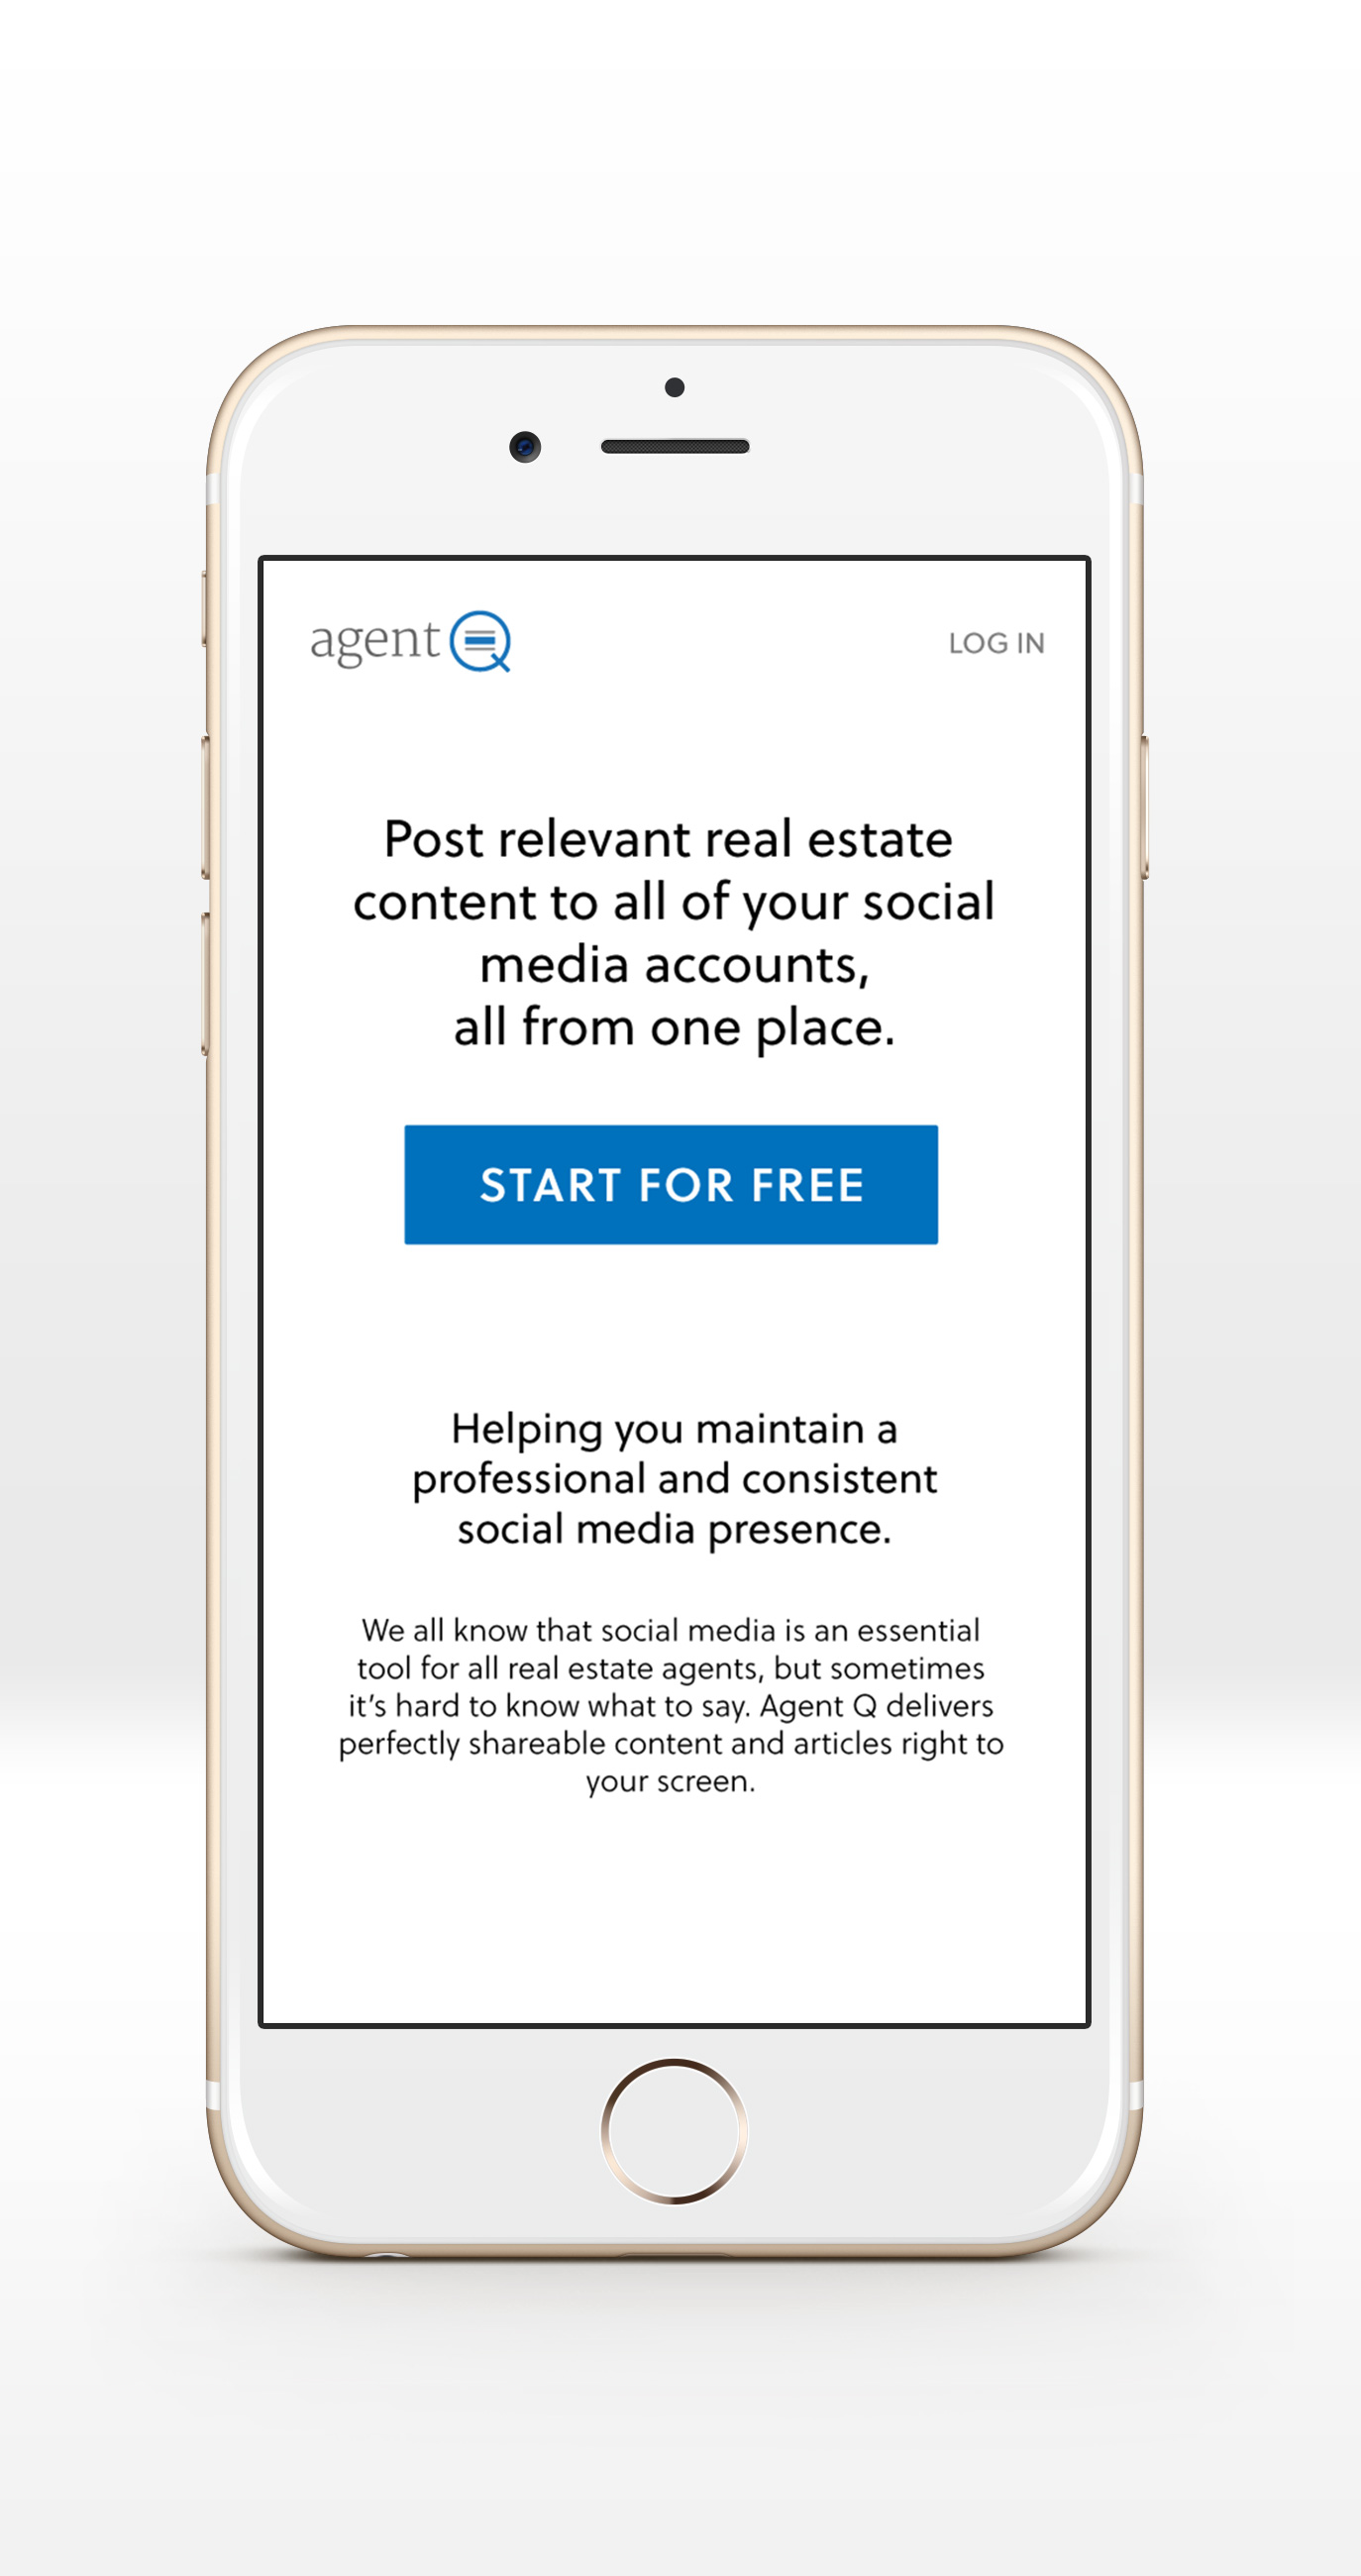 agent Q
LOG IN
Post relevant real estate
content to all of your social
media accounts,
all from one place.
START FOR FREE
Helping you maintain a
professional and consistent
social media presence.
We all know that social media is an essential
tool for all real estate agents, but sometimes
it’s hard to know what to say. Agent Q delivers
perfectly shareable content and articles right to
your screen.